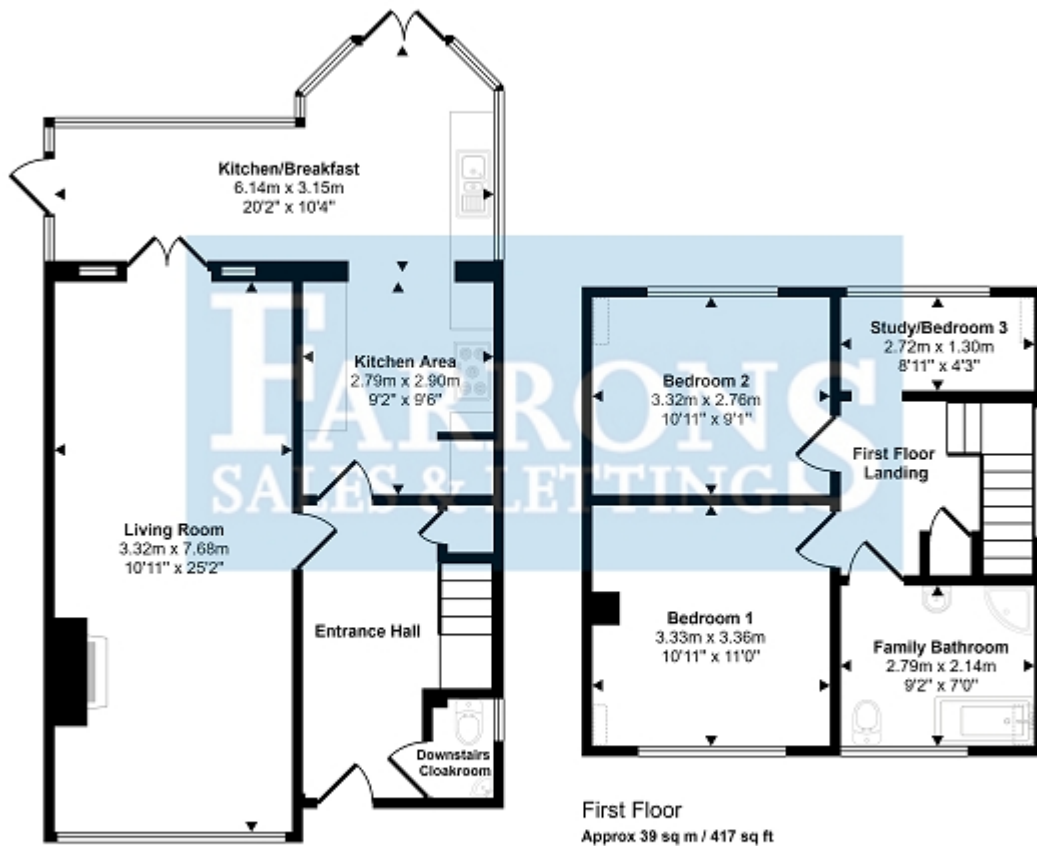 Kitchen/Breakfast
6.14m x 3.15m
20'2" x 10'4"
Kitchen Area
2.79m x 2.90m
9'2" x 9'6"
Living Room
3.32m x 7.68m
10'11" x 25'2"
Entrance Hall
Downstairs
Cloakroom
Study/Bedroom 3
2.72m x 1.30m
8'11" x 4'3"
Bedroom 2
3.32m x 2.76m
10'11" x 9'1"
First Floor
Landing
Bedroom 1
3.33m x 3.36m
10'11" x 11'0"
Family Bathroom
2.79m x 2.14m
9'2" x 7'0"
First Floor
Approx 39 sq m / 417 sq ft
FARRONS
SALES & LETTINGS